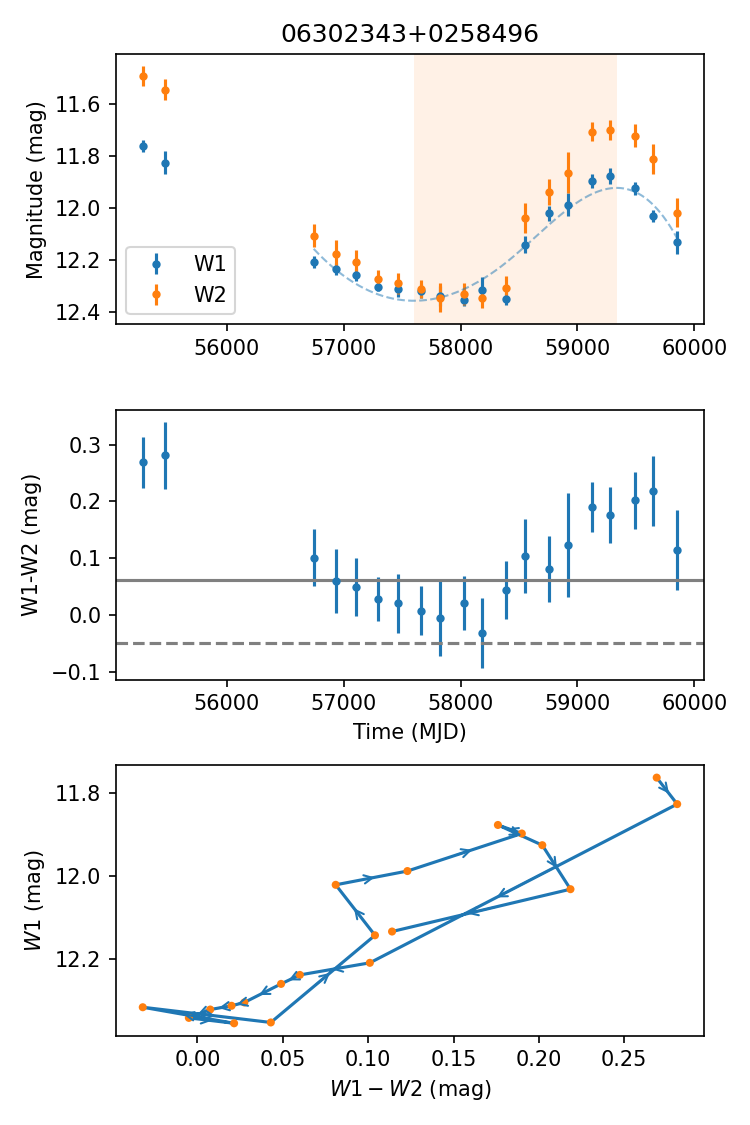 06302343+0258496
Magnitude (mag)
11.6
11.8
12.0
12.2
12.4
W1
W2
56000 57000 58000 59000 60000
W1-W2 (mag)
0.3
0.2
0.1
0.0
−0.1
56000 57000 58000 59000 60000
Time (MJD)
W1 (mag)
11.8
12.0
12.2
0.00 0.05 0.10 0.15 0.20 0.25
W1 − W2 (mag)